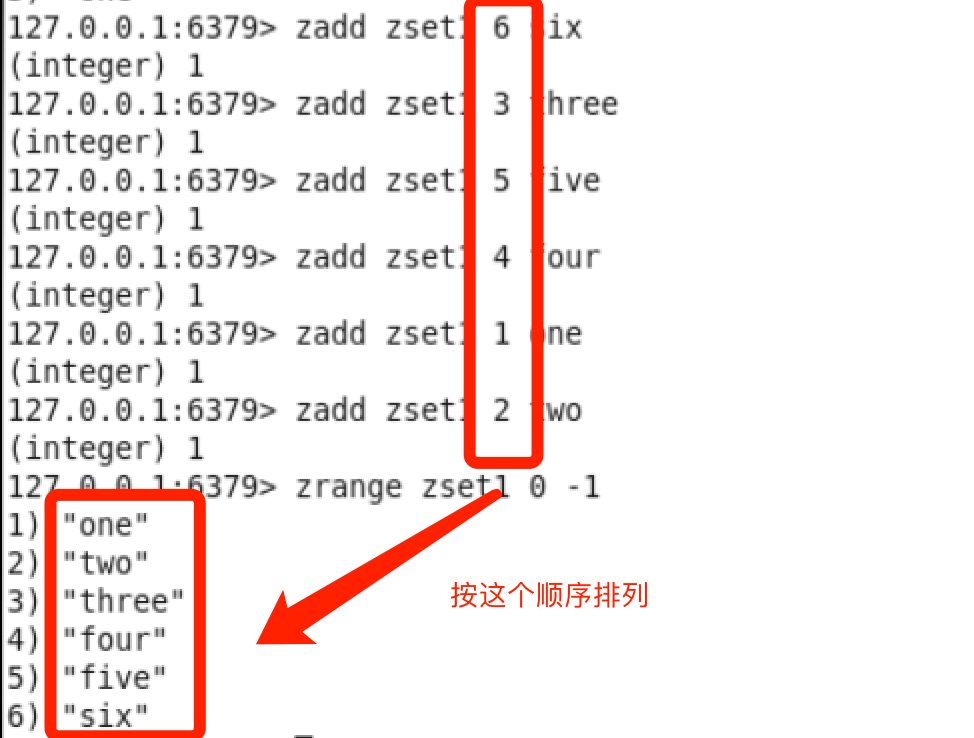 127.0.0.1:6379> zadd zset1 6 six
(integer) 1
127.0.0.1:6379> zadd zset1 3 three
(integer) 1
127.0.0.1:6379> zadd zset1 5 five
(integer) 1
127.0.0.1:6379> zadd zset1 4 four
(integer) 1
127.0.0.1:6379> zadd zset1 1 one
(integer) 1
127.0.0.1:6379> zadd zset1 2 two
(integer) 1
127.0.0.1:6379> zrange zset1 0 -1
1) "one"
2) "two"
3) "three"
按这个顺序排列
4) "four"
5) "five"
6) "six"